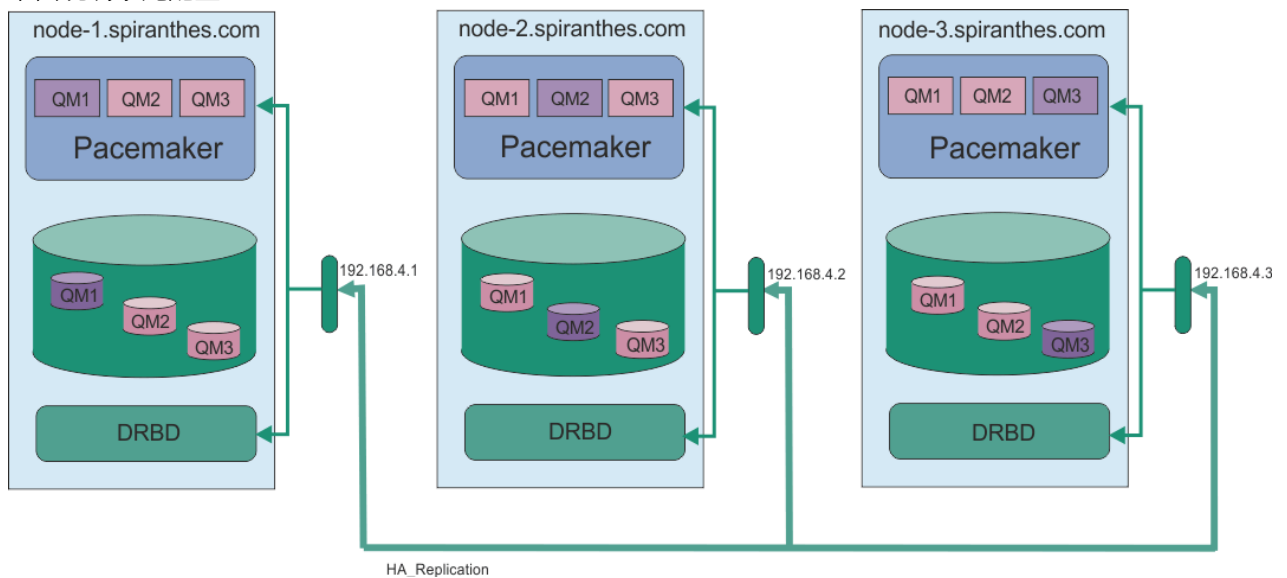 node-1.spiranthes.com
QM1 QM2 QM3
Pacemaker
QM1
QM2
QM3
DRBD
192.168.4.1
node-2.spiranthes.com
QM1 QM2 QM3
Pacemaker
QM1
QM2
QM3
DRBD
192.168.4.2
node-3.spiranthes.com
QM1 QM2 QM3
Pacemaker
QM1
QM2
QM3
DRBD
192.168.4.3
HA_Replication